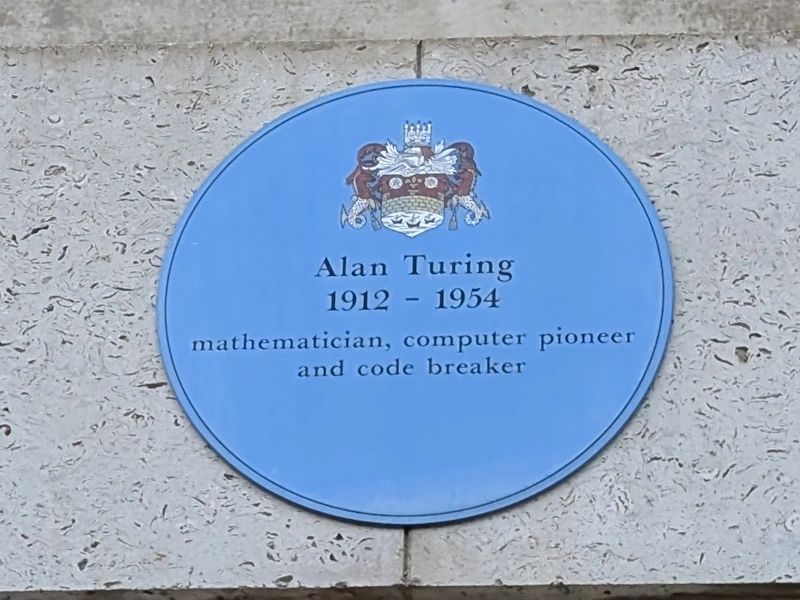 Alan Turing
1912 – 1954
mathematician, computer pioneer
and code breaker